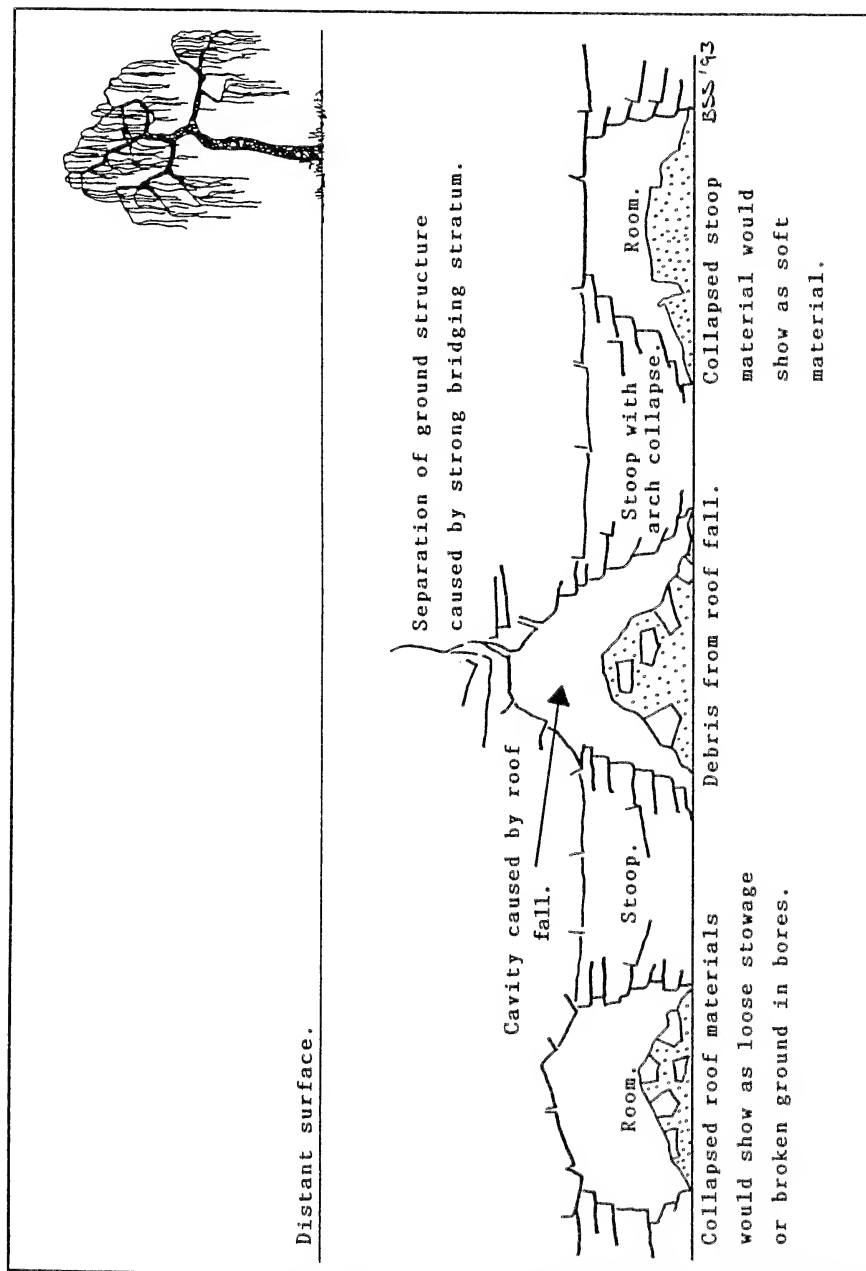 Distant surface.
Separation of ground structure
caused by strong bridging stratum.
Cavity caused by roof
fall.
Room.
Stoop.
Stoop with
arch collapse.
Room.
Collapsed roof materials
would show as loose stowage
or broken ground in bores.
Debris from roof fall.
Collapsed stoop
material would
show as soft
material.
BSS '93